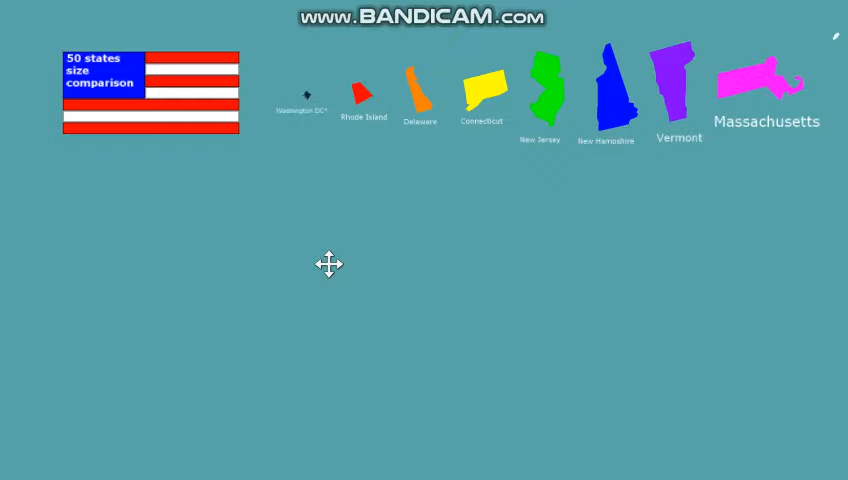 www.BANDICAM.com
50 states
size
comparison
Washington DC*
Rhode Island
Delaware
Connecticut
New Jersey
New Hampshire
Vermont
Massachusetts